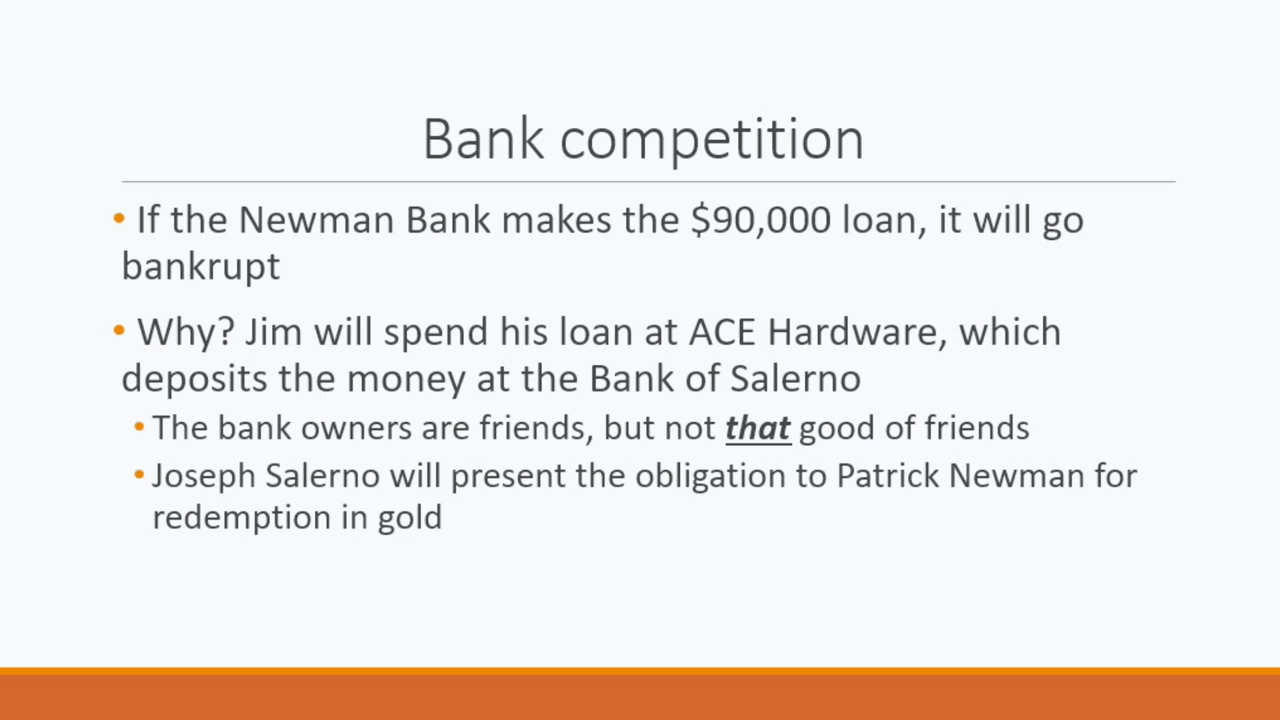 Bank competition
• If the Newman Bank makes the $90,000 loan, it will go
bankrupt
• Why? Jim will spend his loan at ACE Hardware, which
deposits the money at the Bank of Salerno
• The bank owners are friends, but not that good of friends
• Joseph Salerno will present the obligation to Patrick Newman for
redemption in gold